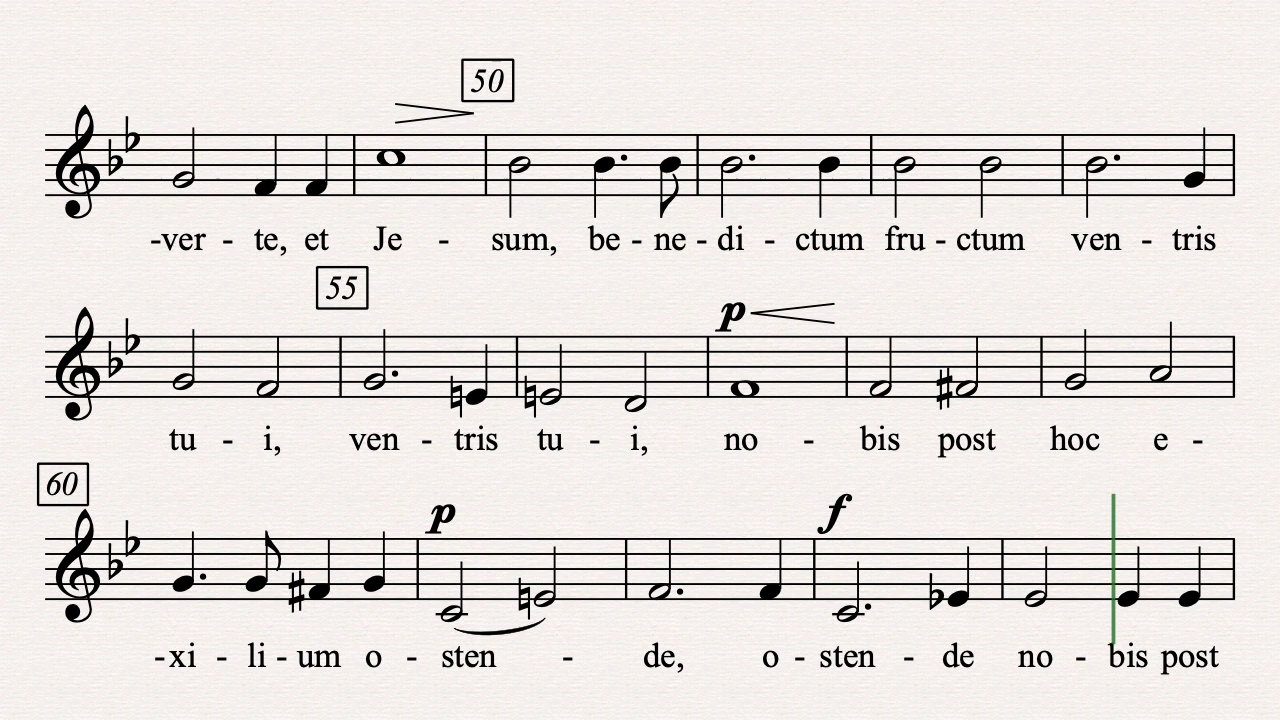 50
-ver - te, et Je - sum, be - ne - di - ctum fru - ctum ven - tris
55
p
tu - i, ven - tris tu - i, no - bis post hoc e -
60
p f
-xi - li - um o - sten - de, o - sten - de no - bis post